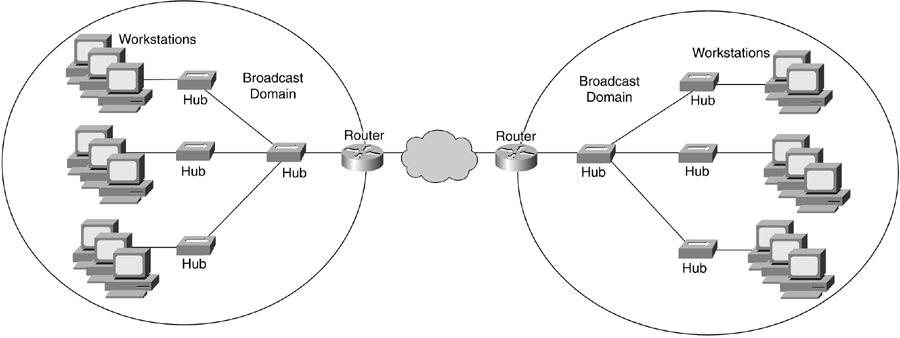 Workstations
Hub
Broadcast
Domain
Hub
Hub
Hub
Router
Router
Workstations
Broadcast
Domain
Hub
Hub
Hub
Hub